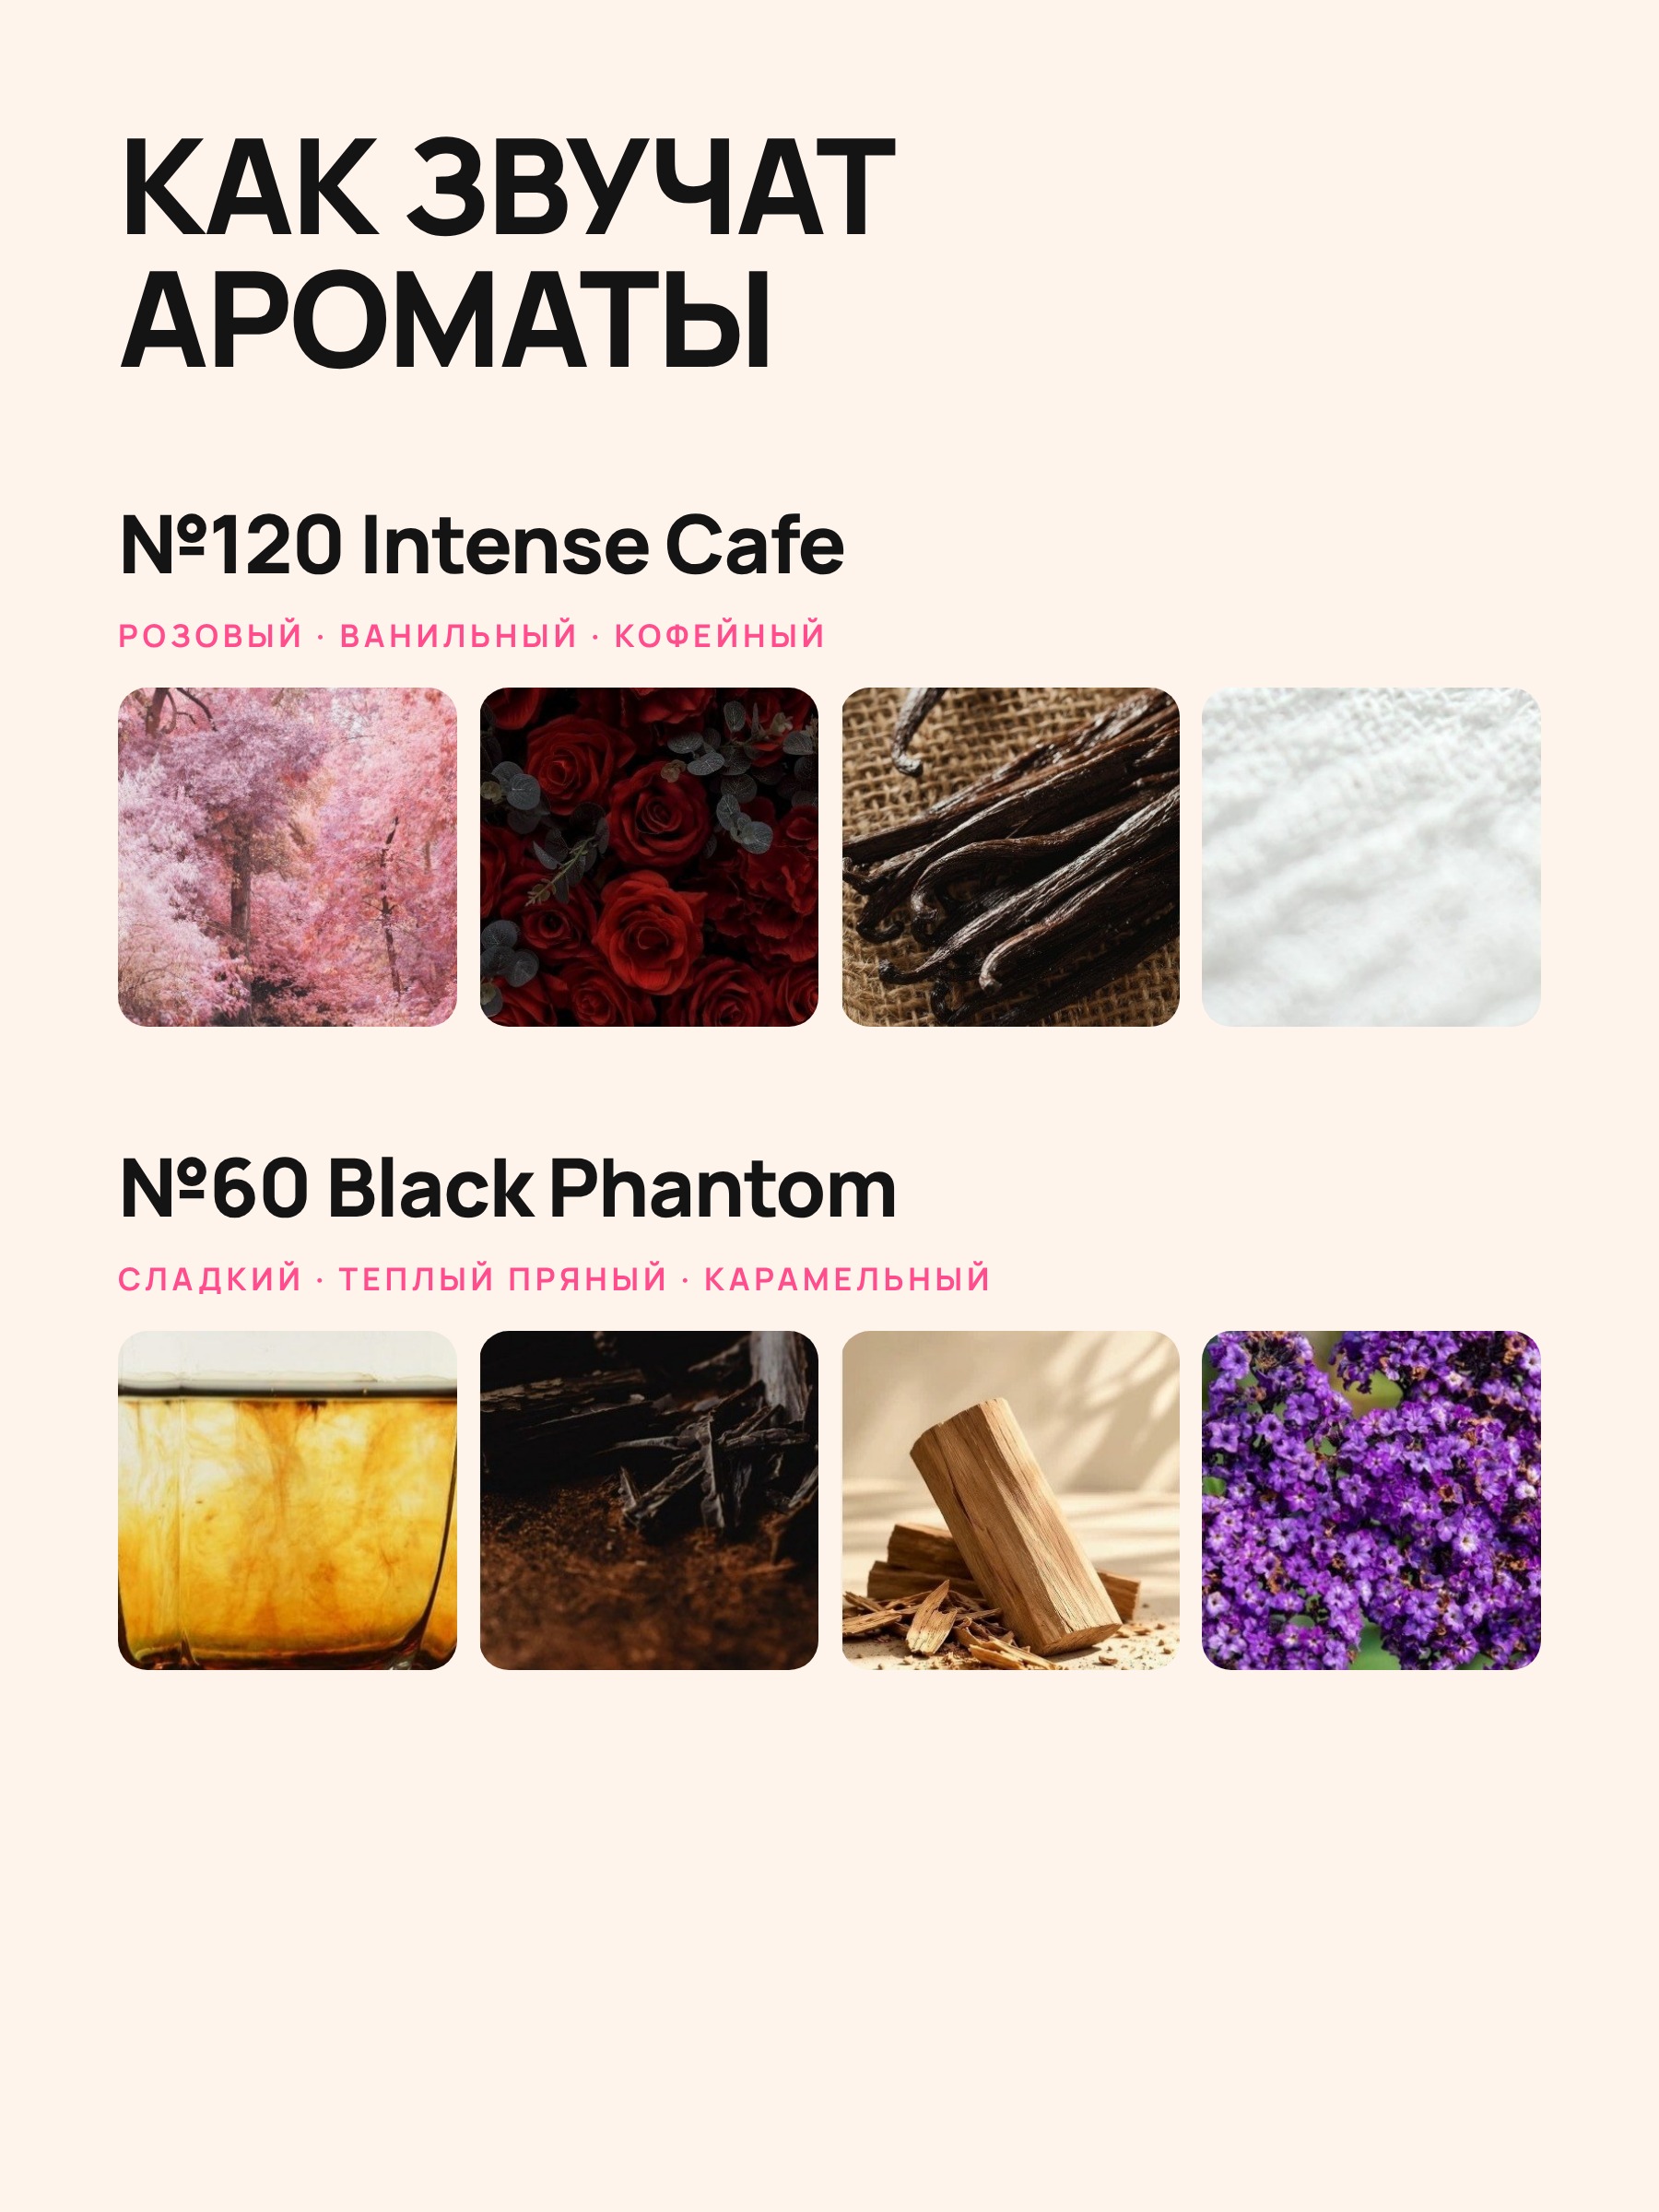 КАК ЗВУЧАТ
АРОМАТЫ
№120 Intense Cafe
РОЗОВЫЙ · ВАНИЛЬНЫЙ · КОФЕЙНЫЙ
№60 Black Phantom
СЛАДКИЙ · ТЕПЛЫЙ ПРЯНЫЙ · КАРАМЕЛЬНЫЙ